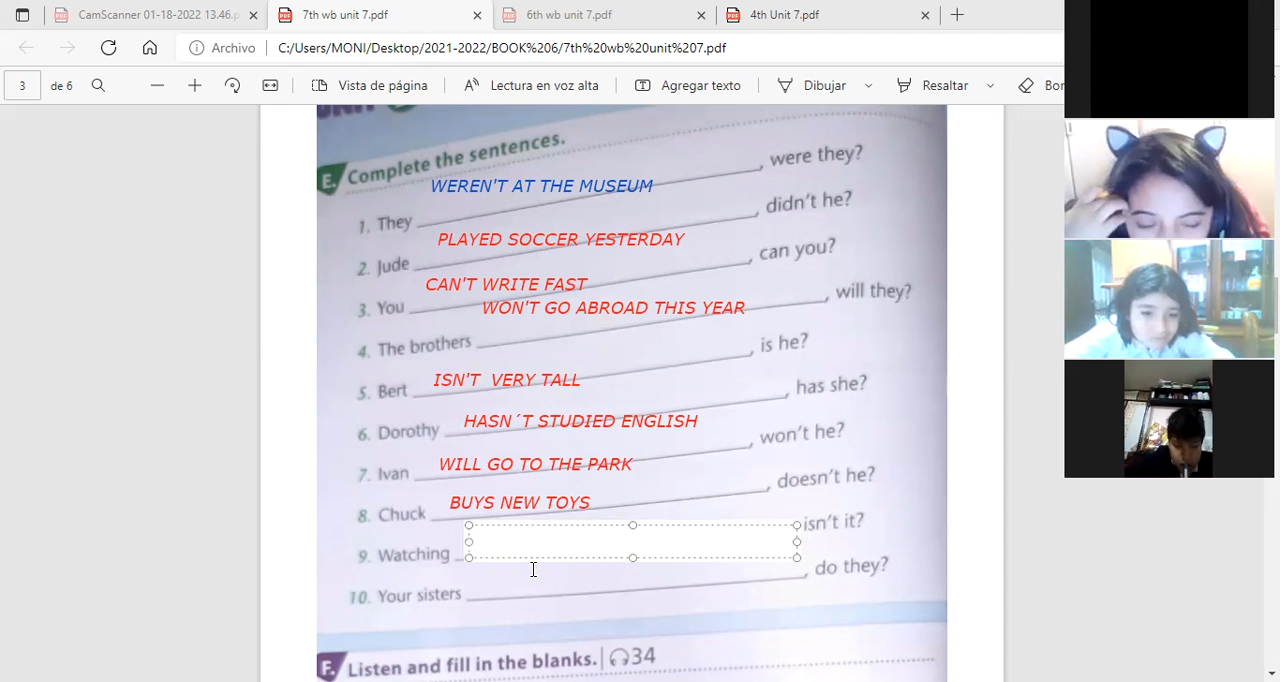 CamScanner 01-18-2022 13.46.p
7th wb unit 7.pdf
6th wb unit 7.pdf
4th Unit 7.pdf
Archivo
C:/Users/MONI/Desktop/2021-2022/BOOK%206/7th%20wb%20unit%207.pdf
3 de 6
Vista de página
Lectura en voz alta
Agregar texto
Dibujar
Resaltar
Bor
E. Complete the sentences.
1. They WEREN'T AT THE MUSEUM, were they?
2. Jude PLAYED SOCCER YESTERDAY, didn't he?
3. You CAN'T WRITE FAST, can you?
4. The brothers WON'T GO ABROAD THIS YEAR, will they?
5. Bert ISN'T VERY TALL, is he?
6. Dorothy HASN´T STUDIED ENGLISH, has she?
7. Ivan WILL GO TO THE PARK, won't he?
8. Chuck BUYS NEW TOYS, doesn't he?
9. Watching isn't it?
10. Your sisters , do they?
F. Listen and fill in the blanks. 34